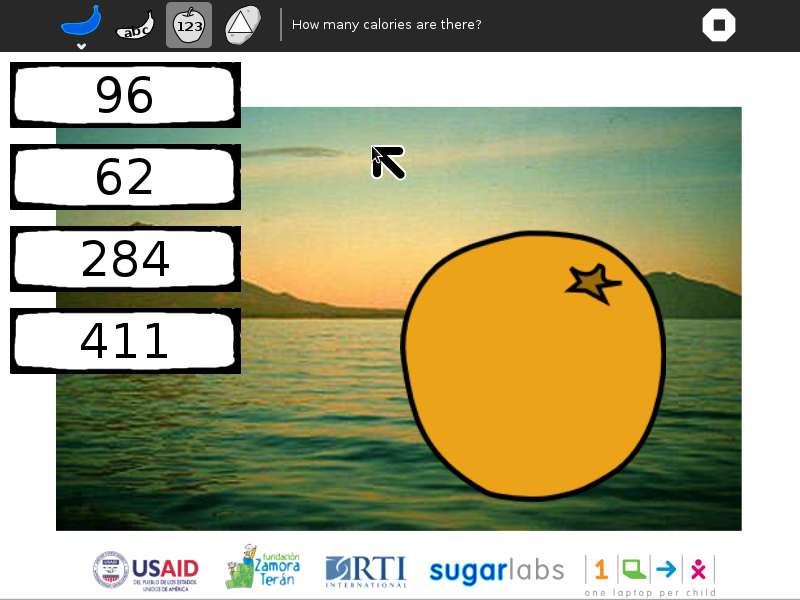 abc
123
How many calories are there?
96
62
284
411
USAID
DEL PUEBLO DE LOS ESTADOS
UNIDOS DE AMÉRICA
fundación
Zamora
Terán
RTI
INTERNATIONAL
sugarlabs
one laptop per child